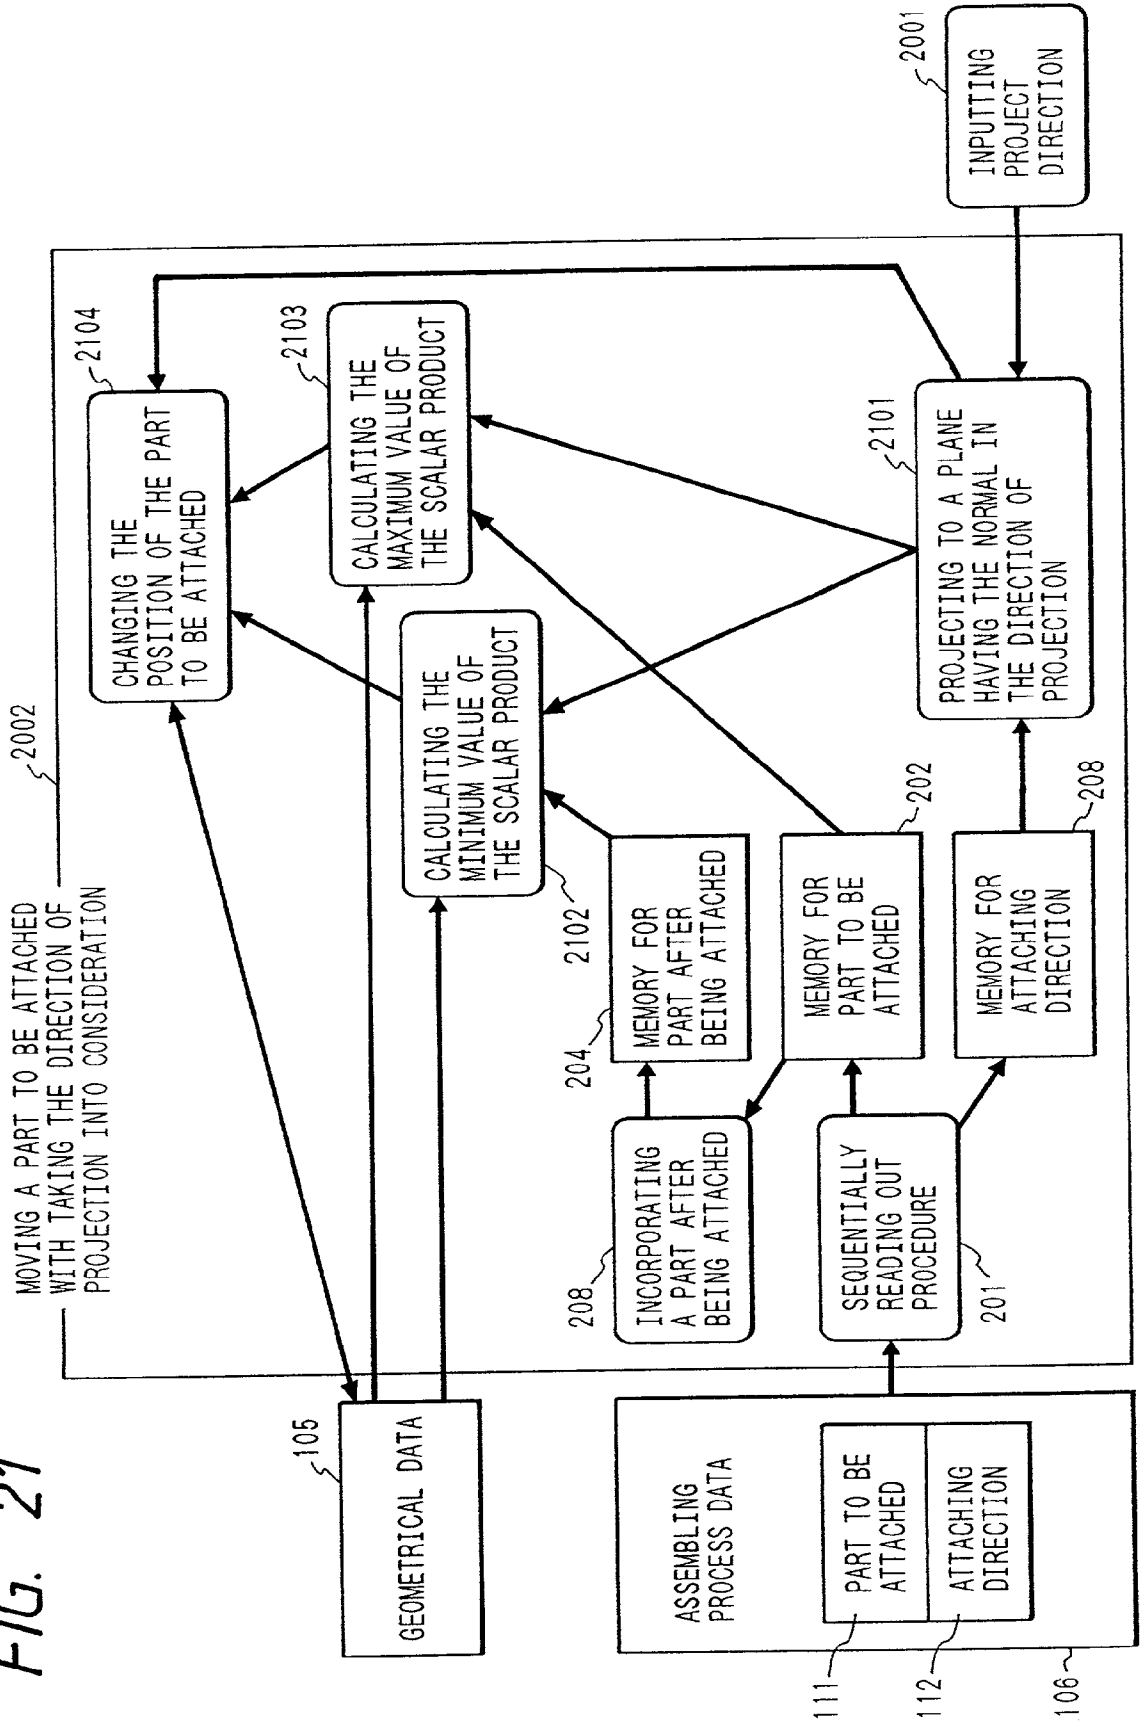 FIG. 21
MOVING A PART TO BE ATTACHED
WITH TAKING THE DIRECTION OF
PROJECTION INTO CONSIDERATION
2002
105
GEOMETRICAL DATA
CHANGING THE
POSITION OF THE PART
TO BE ATTACHED
2104
CALCULATING THE
MAXIMUM VALUE OF
THE SCALAR PRODUCT
2103
CALCULATING THE
MINIMUM VALUE OF
THE SCALAR PRODUCT
2102
ASSEMBLING
PROCESS DATA
PART TO BE
ATTACHED
ATTACHING
DIRECTION
111
112
106
208
INCORPORATING
A PART AFTER
BEING ATTACHED
204
MEMORY FOR
PART AFTER
BEING ATTACHED
SEQUENTIALLY
READING OUT
PROCEDURE
201
MEMORY FOR
PART TO BE
ATTACHED
202
MEMORY FOR
ATTACHING
DIRECTION
208
PROJECTING TO A PLANE
HAVING THE NORMAL IN
THE DIRECTION OF
PROJECTION
2101
INPUTTING
PROJECT
DIRECTION
2001